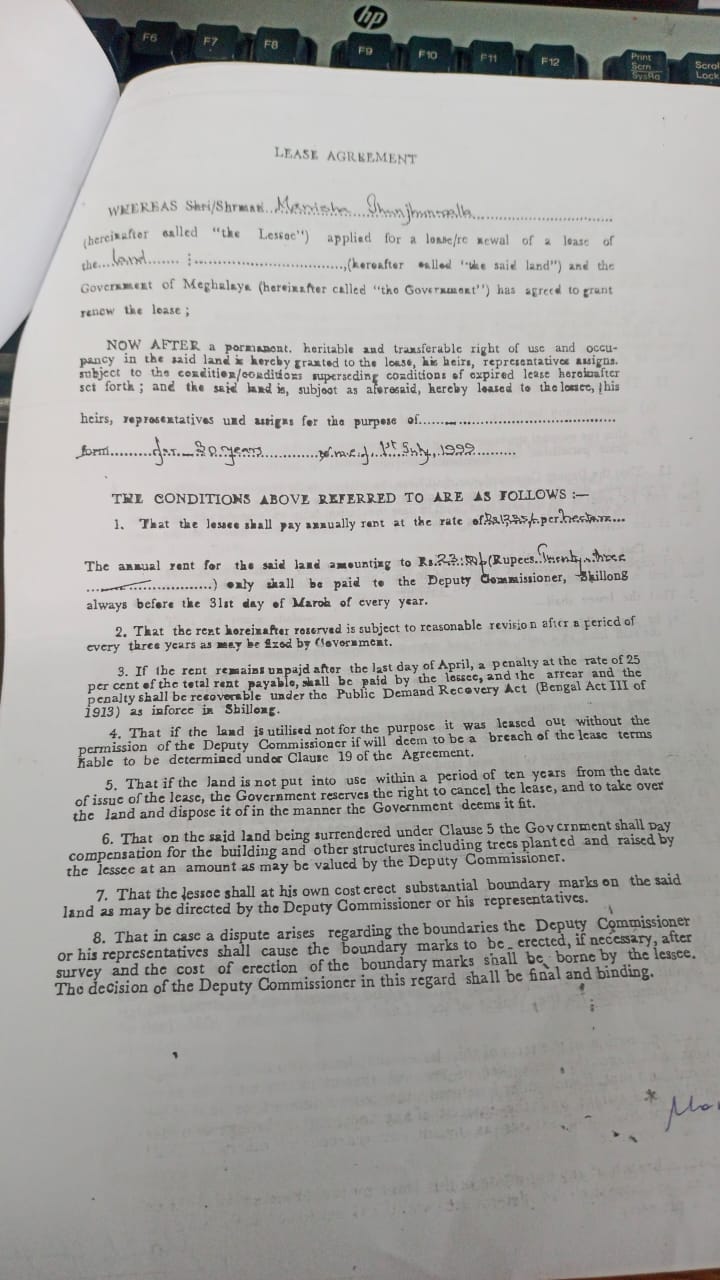 hp
F6 F7 F8 F9 F10 F11 F12 Print Scrn SysRq Scroll Lock
LEASE AGREEMENT
WHEREAS Shri/Shrmati..Manisha Jhunjhunwalla..............................
(hereinafter called "the Lessee") applied for a lease/re newal of a lease of
the...land....... :..............................,(hereafter called "the said land") and the
Government of Meghalaya (hereinafter called "the Government") has agreed to grant
renew the lease ;
NOW AFTER a permanent. heritable and transferable right of use and occu-
pancy in the said land is hereby granted to the lease, his heirs, representatives assigns.
subject to the condition/conditions superseding conditions of expired lease hereinafter
set forth ; and the said land is, subject as aforesaid, hereby leased to the lessee, this
heirs, representatives und assigns for the purpose of..........................................
form..........for...30.years.............w.e.f..1st.July,.1999.........
THE CONDITIONS ABOVE REFERRED TO ARE AS FOLLOWS :—
1. That the lessee shall pay annually rent at the rate of per.hectare...
The annual rent for the said land amounting to Rs. (Rupees..Twenty.three
.....................) only shall be paid to the Deputy Commissioner, Shillong
always before the 31st day of March of every year.
2. That the rent hereinafter reserved is subject to reasonable revision after a period of
every three years as may be fixed by Government.
3. If the rent remains unpaid after the last day of April, a penalty at the rate of 25
per cent of the total rent payable, shall be paid by the lessee, and the arrear and the
penalty shall be recoverable under the Public Demand Recovery Act (Bengal Act III of
1913) as inforce in Shillong.
4. That if the land is utilised not for the purpose it was leased out without the
permission of the Deputy Commissioner if will deem to be a breach of the lease terms
liable to be determined under Clause 19 of the Agreement.
5. That if the land is not put into use within a period of ten years from the date
of issue of the lease, the Government reserves the right to cancel the lease, and to take over
the land and dispose it of in the manner the Government deems it fit.
6. That on the said land being surrendered under Clause 5 the Government shall pay
compensation for the building and other structures including trees planted and raised by
the lessee at an amount as may be valued by the Deputy Commissioner.
7. That the lessee shall at his own cost erect substantial boundary marks on the said
land as may be directed by the Deputy Commissioner or his representatives.
8. That in case a dispute arises regarding the boundaries the Deputy Commissioner
or his representatives shall cause the boundary marks to be erected, if necessary, after
survey and the cost of erection of the boundary marks shall be borne by the lessee.
The decision of the Deputy Commissioner in this regard shall be final and binding.